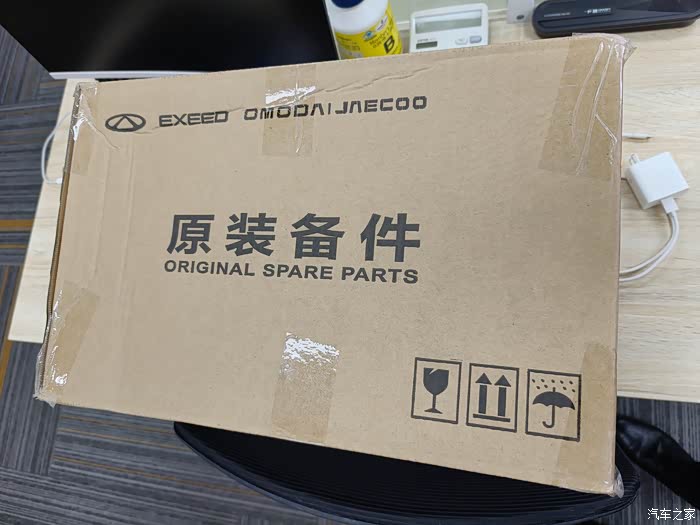 EXEED OMODA|JAECOO
原装备件
ORIGINAL SPARE PARTS
B
汽车之家